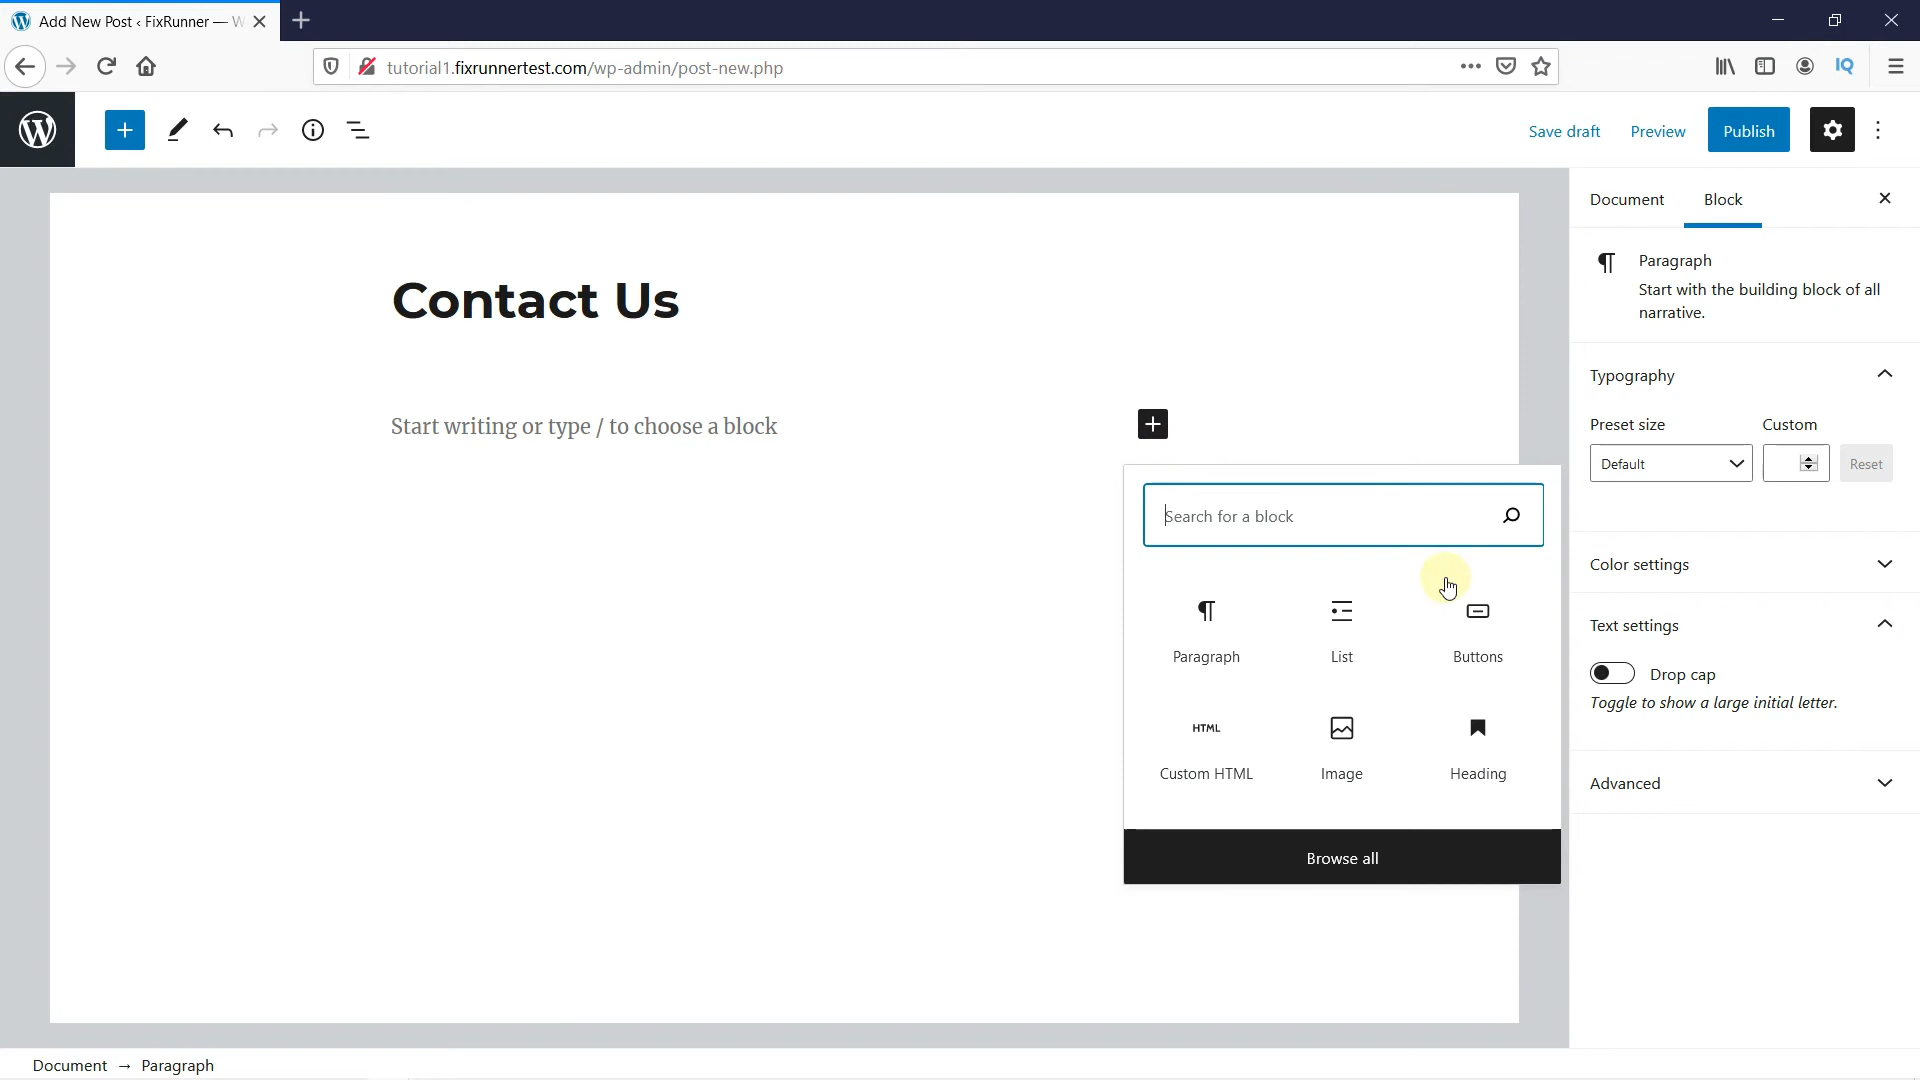 Add New Post ‹ FixRunner — W
tutorial1.fixrunnertest.com/wp-admin/post-new.php
IQ
Save draft
Preview
Publish
Document
Block
Contact Us
Paragraph
Start with the building block of all
narrative.
Typography
Start writing or type / to choose a block
Preset size
Custom
Default
Reset
Search for a block
Color settings
Paragraph
List
Buttons
Text settings
Drop cap
Toggle to show a large initial letter.
HTML
Custom HTML
Image
Heading
Advanced
Browse all
Document → Paragraph